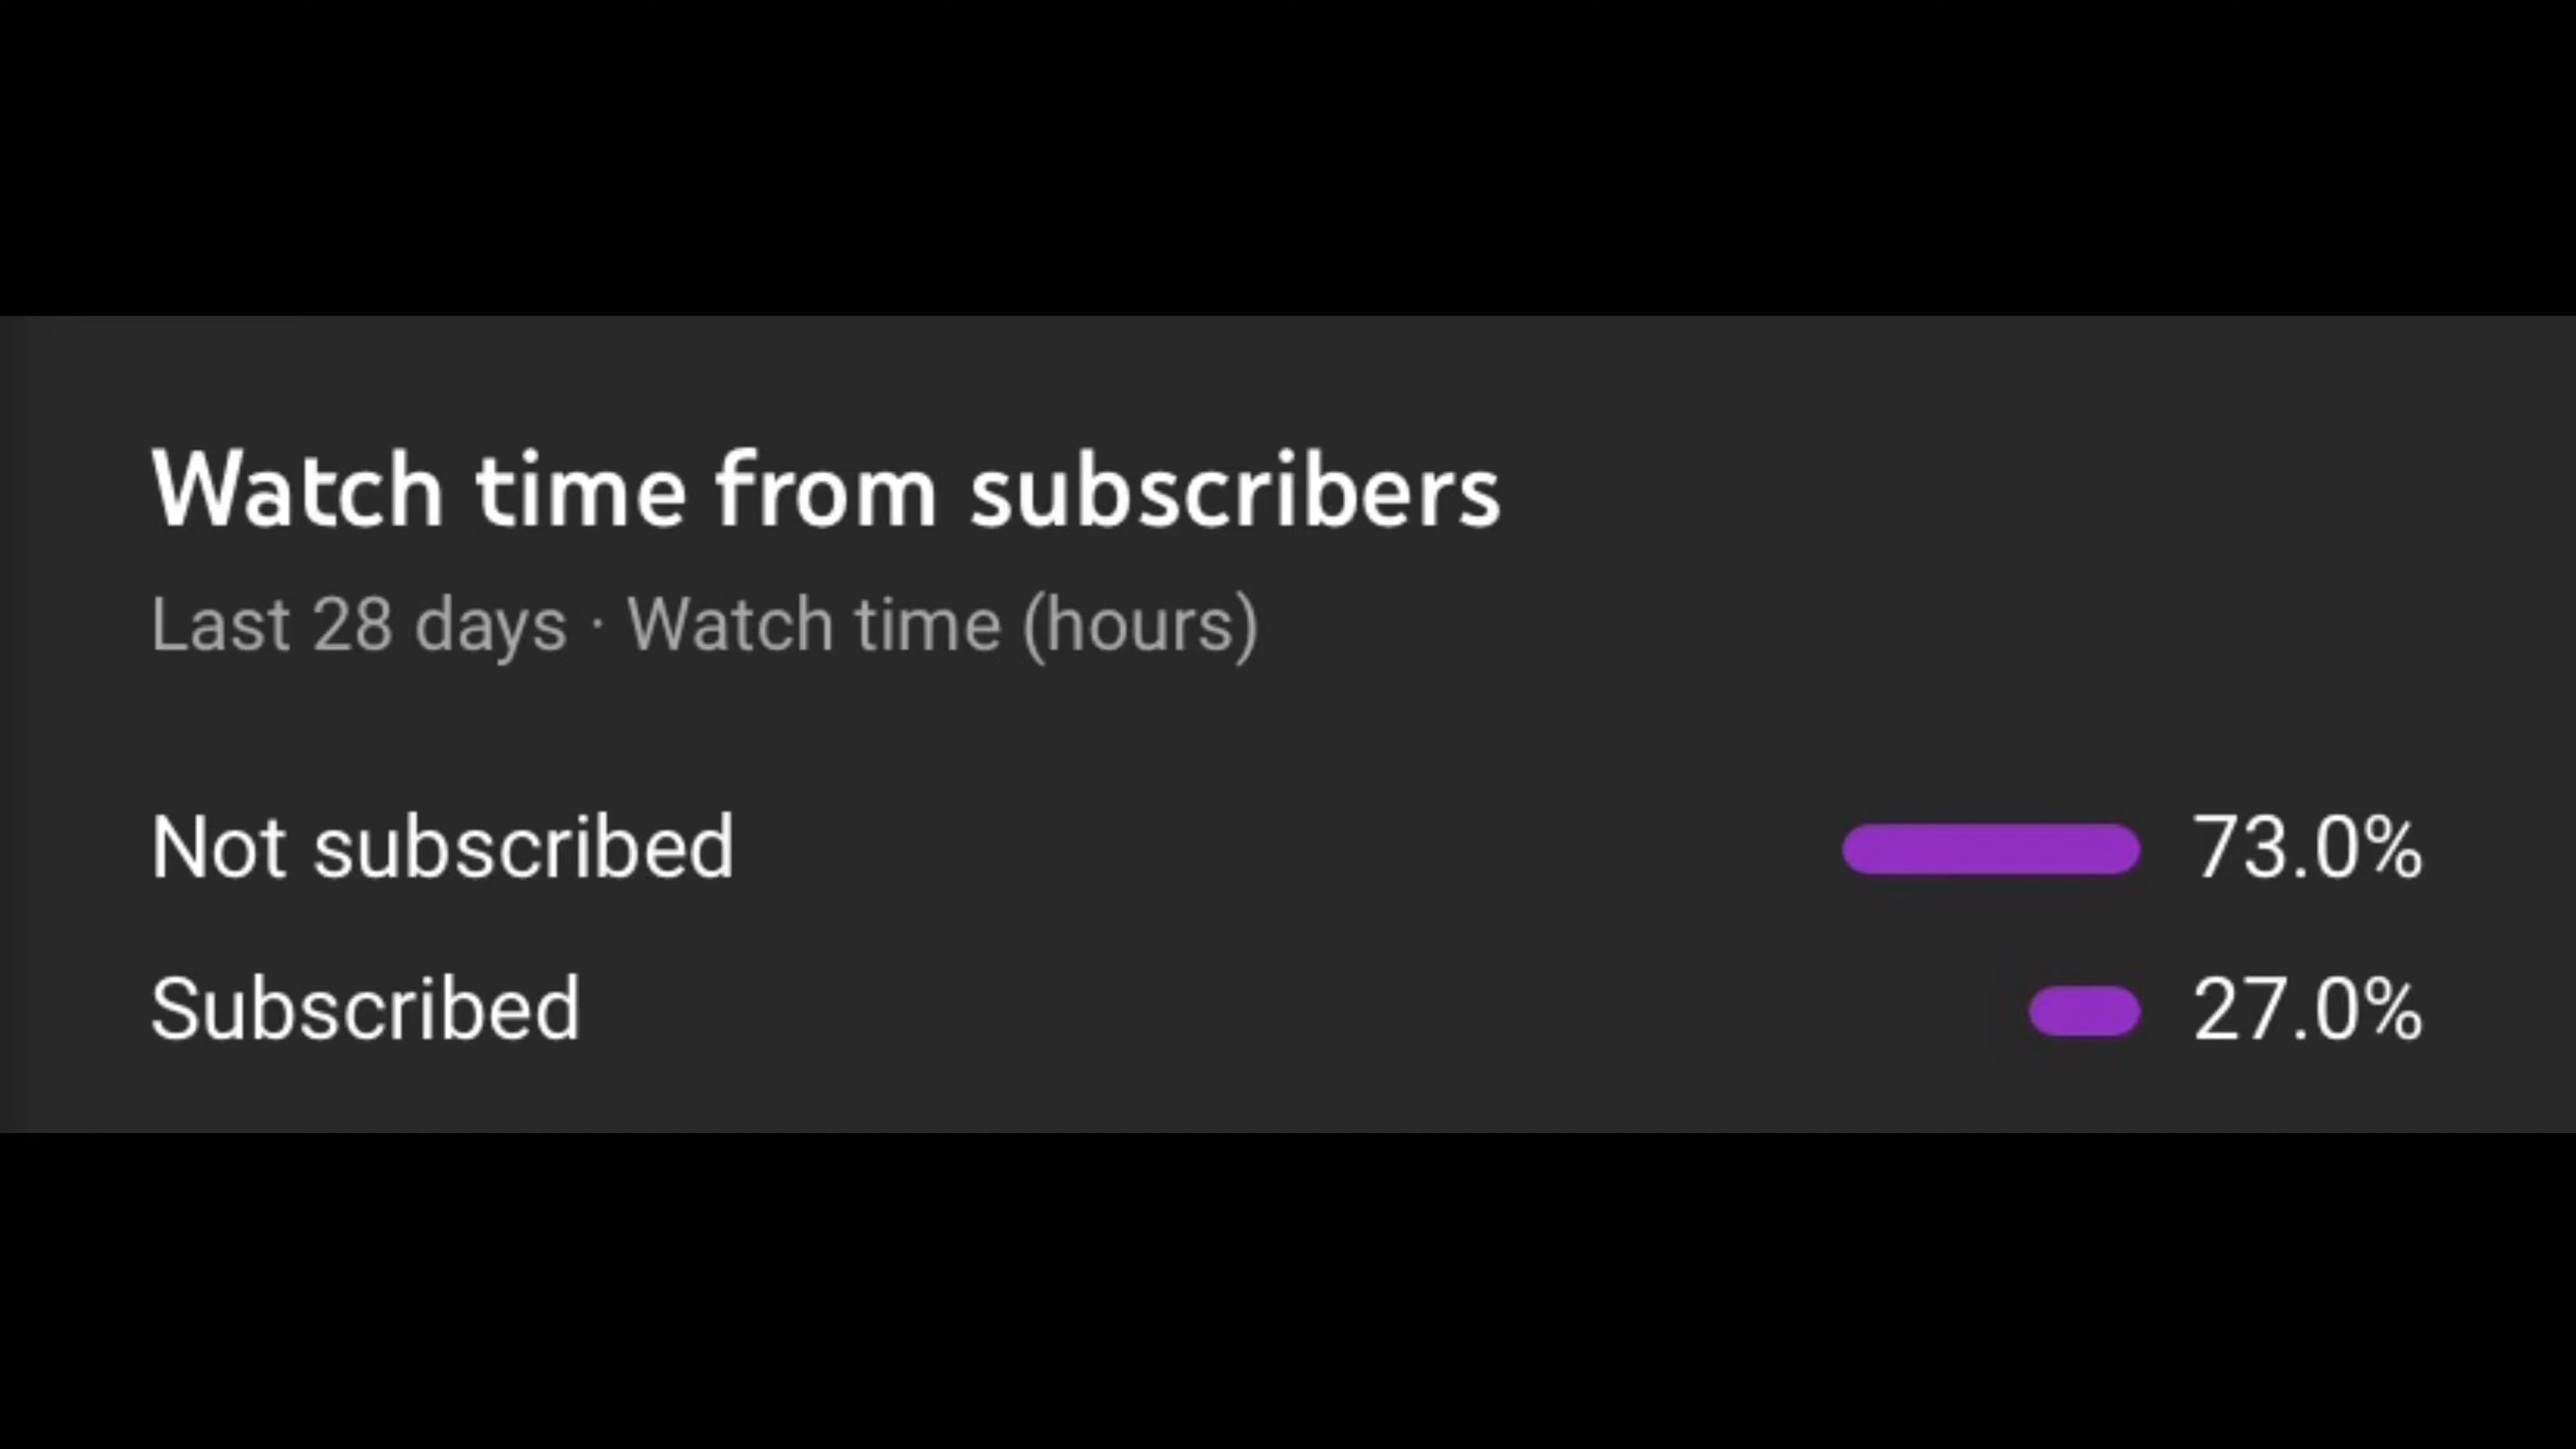 Watch time from subscribers
Last 28 days · Watch time (hours)
Not subscribed 73.0%
Subscribed 27.0%